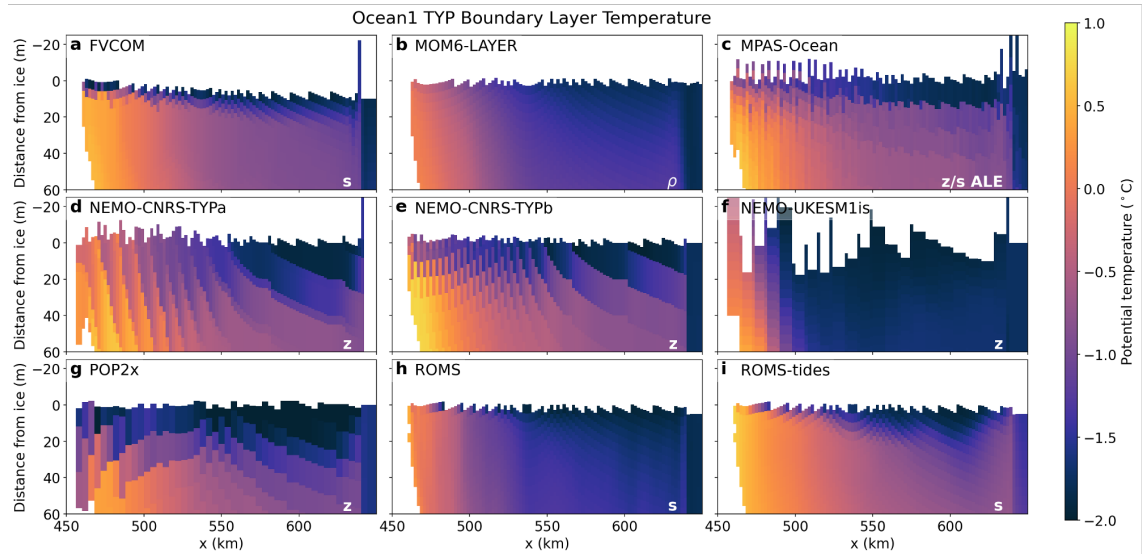 Ocean1 TYP Boundary Layer Temperature
a FVCOM
b MOM6-LAYER
c MPAS-Ocean
−20
0
20
40
60
Distance from ice (m)
s
ρ
z/s ALE
d NEMO-CNRS-TYPa
e NEMO-CNRS-TYPb
f NEMO-UKESM1is
−20
0
20
40
60
Distance from ice (m)
z
z
z
g POP2x
h ROMS
i ROMS-tides
−20
0
20
40
60
Distance from ice (m)
z
s
s
450 500 550 600
450 500 550 600
450 500 550 600
x (km)
x (km)
x (km)
1.0
0.5
0.0
−0.5
−1.0
−1.5
−2.0
Potential temperature (°C)